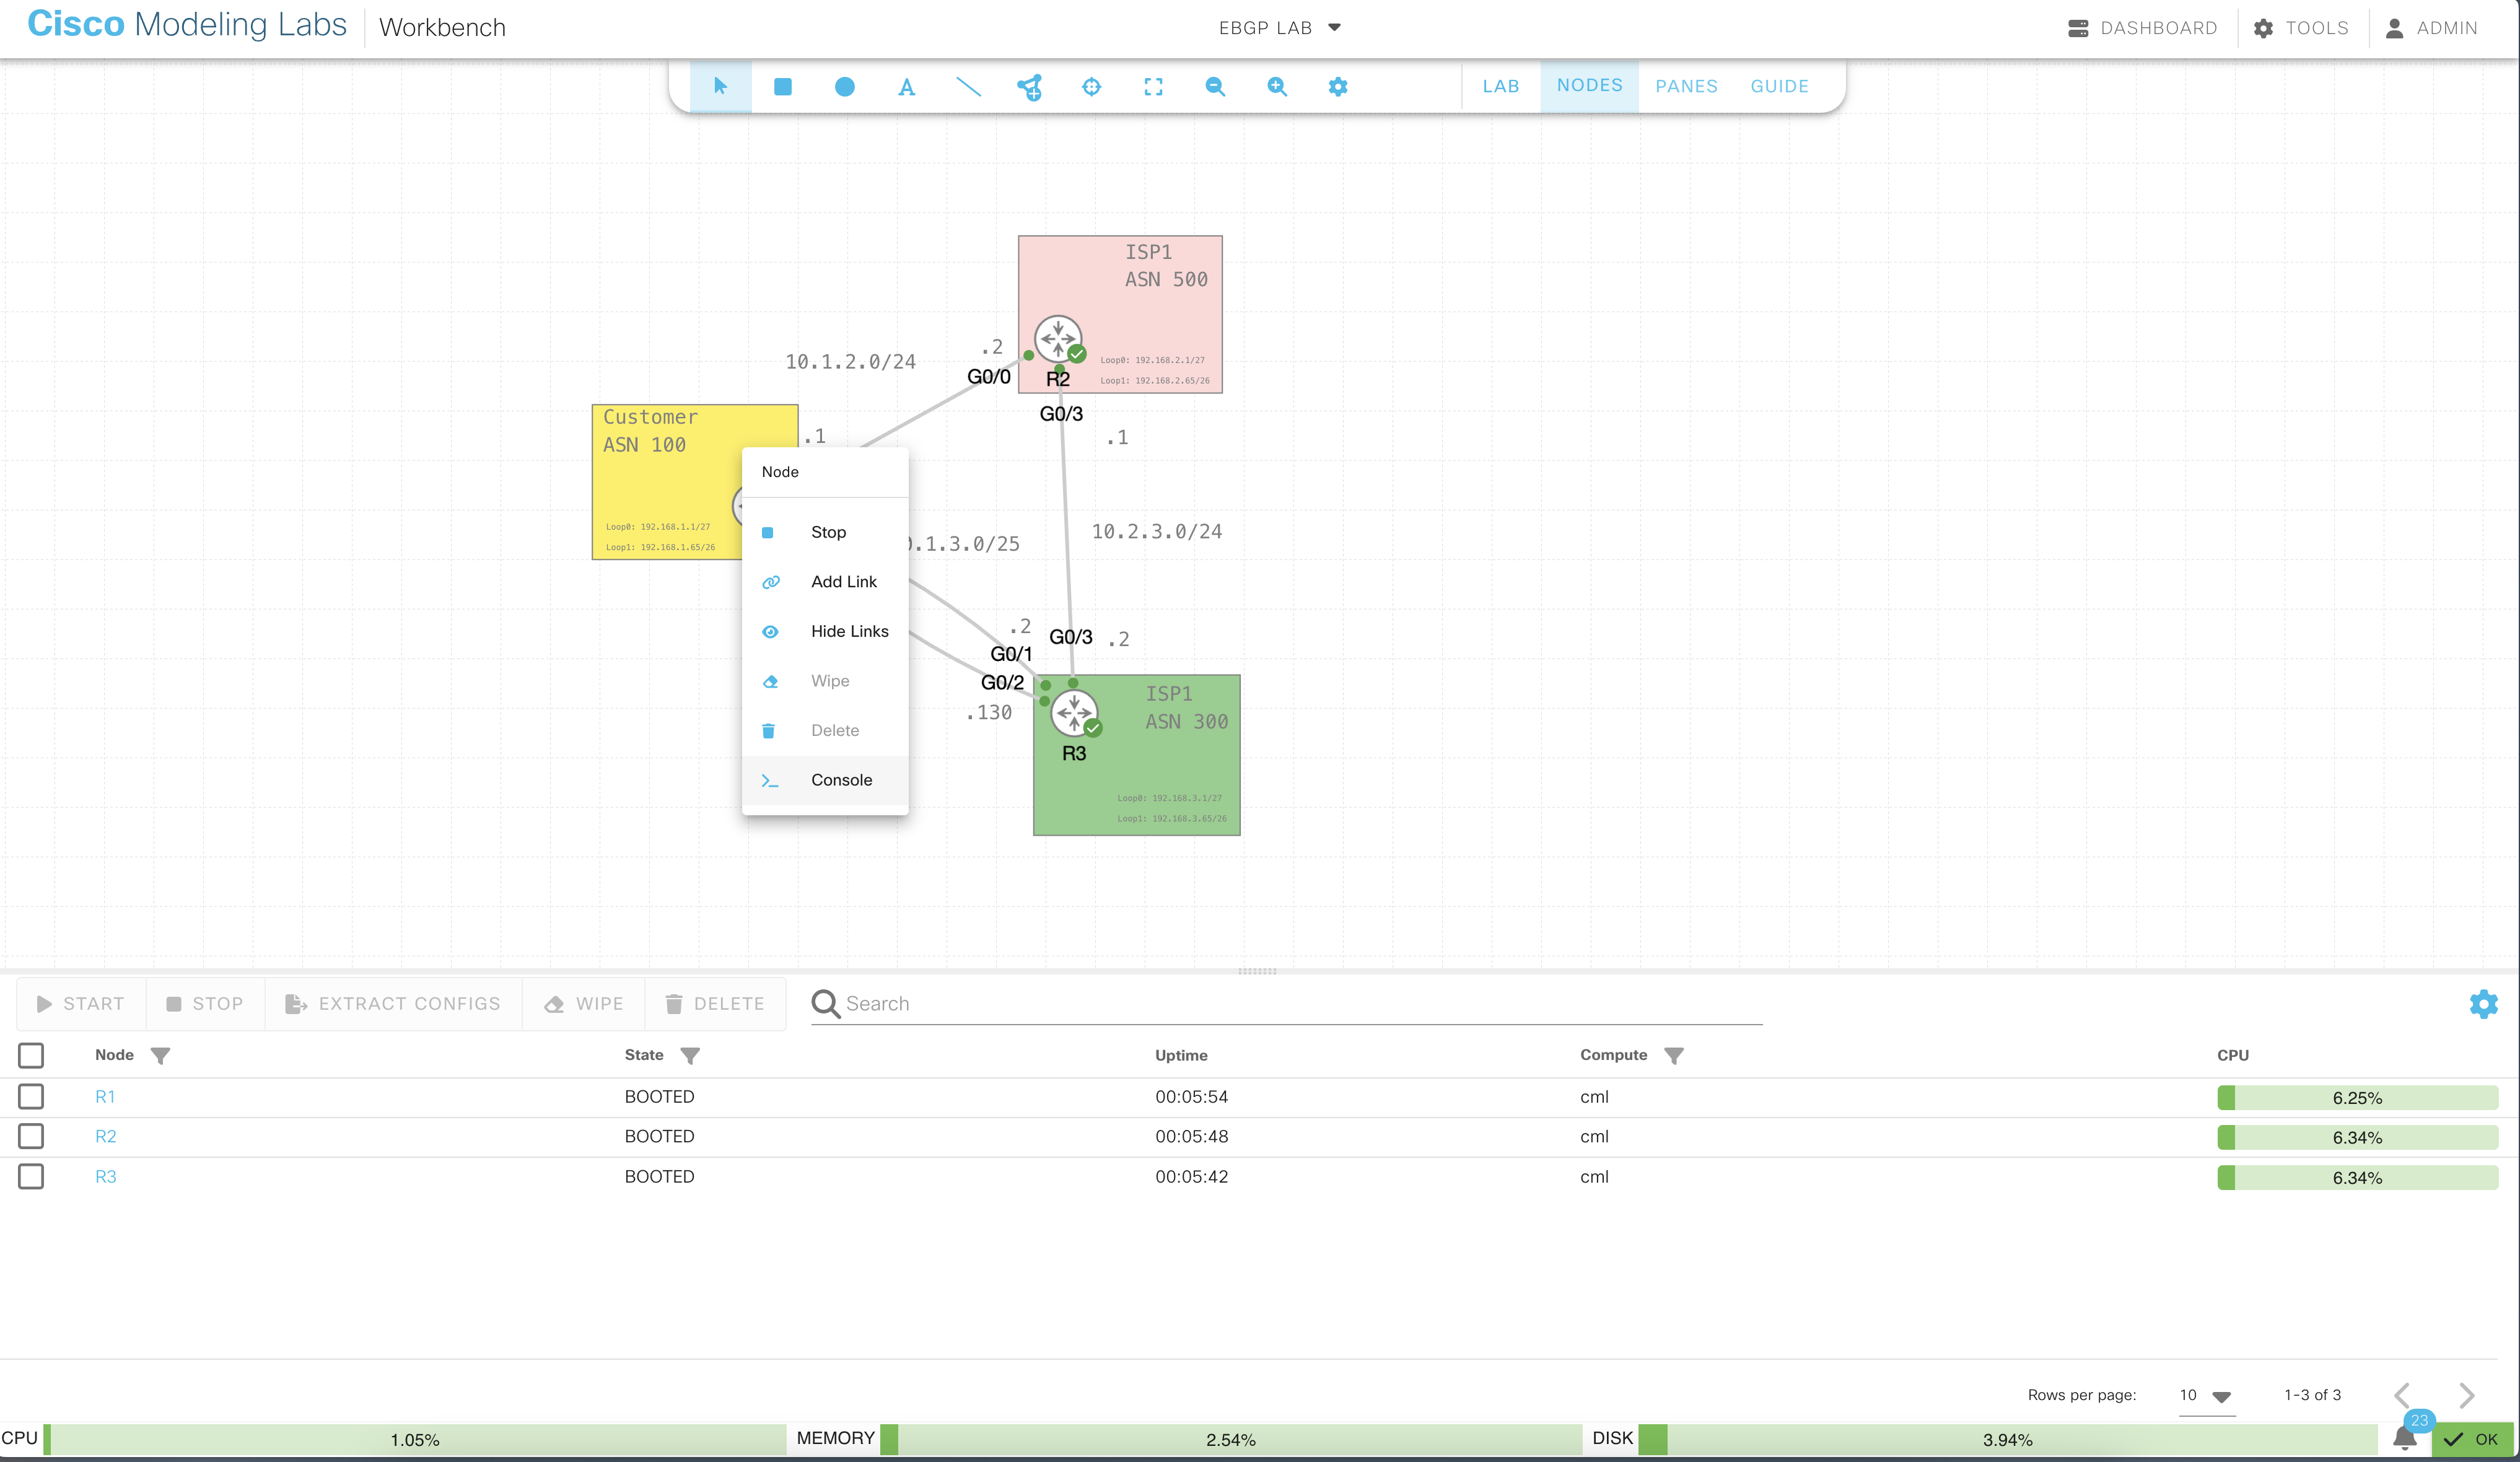 Cisco Modeling Labs Workbench
EBGP LAB
DASHBOARD
TOOLS
ADMIN
LAB
NODES
PANES
GUIDE
ISP1
ASN 500
10.1.2.0/24
.2
G0/0
R2
Loop0: 192.168.2.1/27
Loop1: 192.168.2.65/26
G0/3
.1
Customer
ASN 100
.1
Loop0: 192.168.1.1/27
Loop1: 192.168.1.65/26
Node
Stop
Add Link
Hide Links
Wipe
Delete
Console
.1.3.0/25
10.2.3.0/24
.2
G0/3
.2
G0/1
G0/2
.130
ISP1
ASN 300
R3
Loop0: 192.168.3.1/27
Loop1: 192.168.3.65/26
START
STOP
EXTRACT CONFIGS
WIPE
DELETE
Search
Node State Uptime Compute CPU
R1 BOOTED 00:05:54 cml 6.25%
R2 BOOTED 00:05:48 cml 6.34%
R3 BOOTED 00:05:42 cml 6.34%
Rows per page: 10 1-3 of 3
CPU 1.05% MEMORY 2.54% DISK 3.94% 23 OK